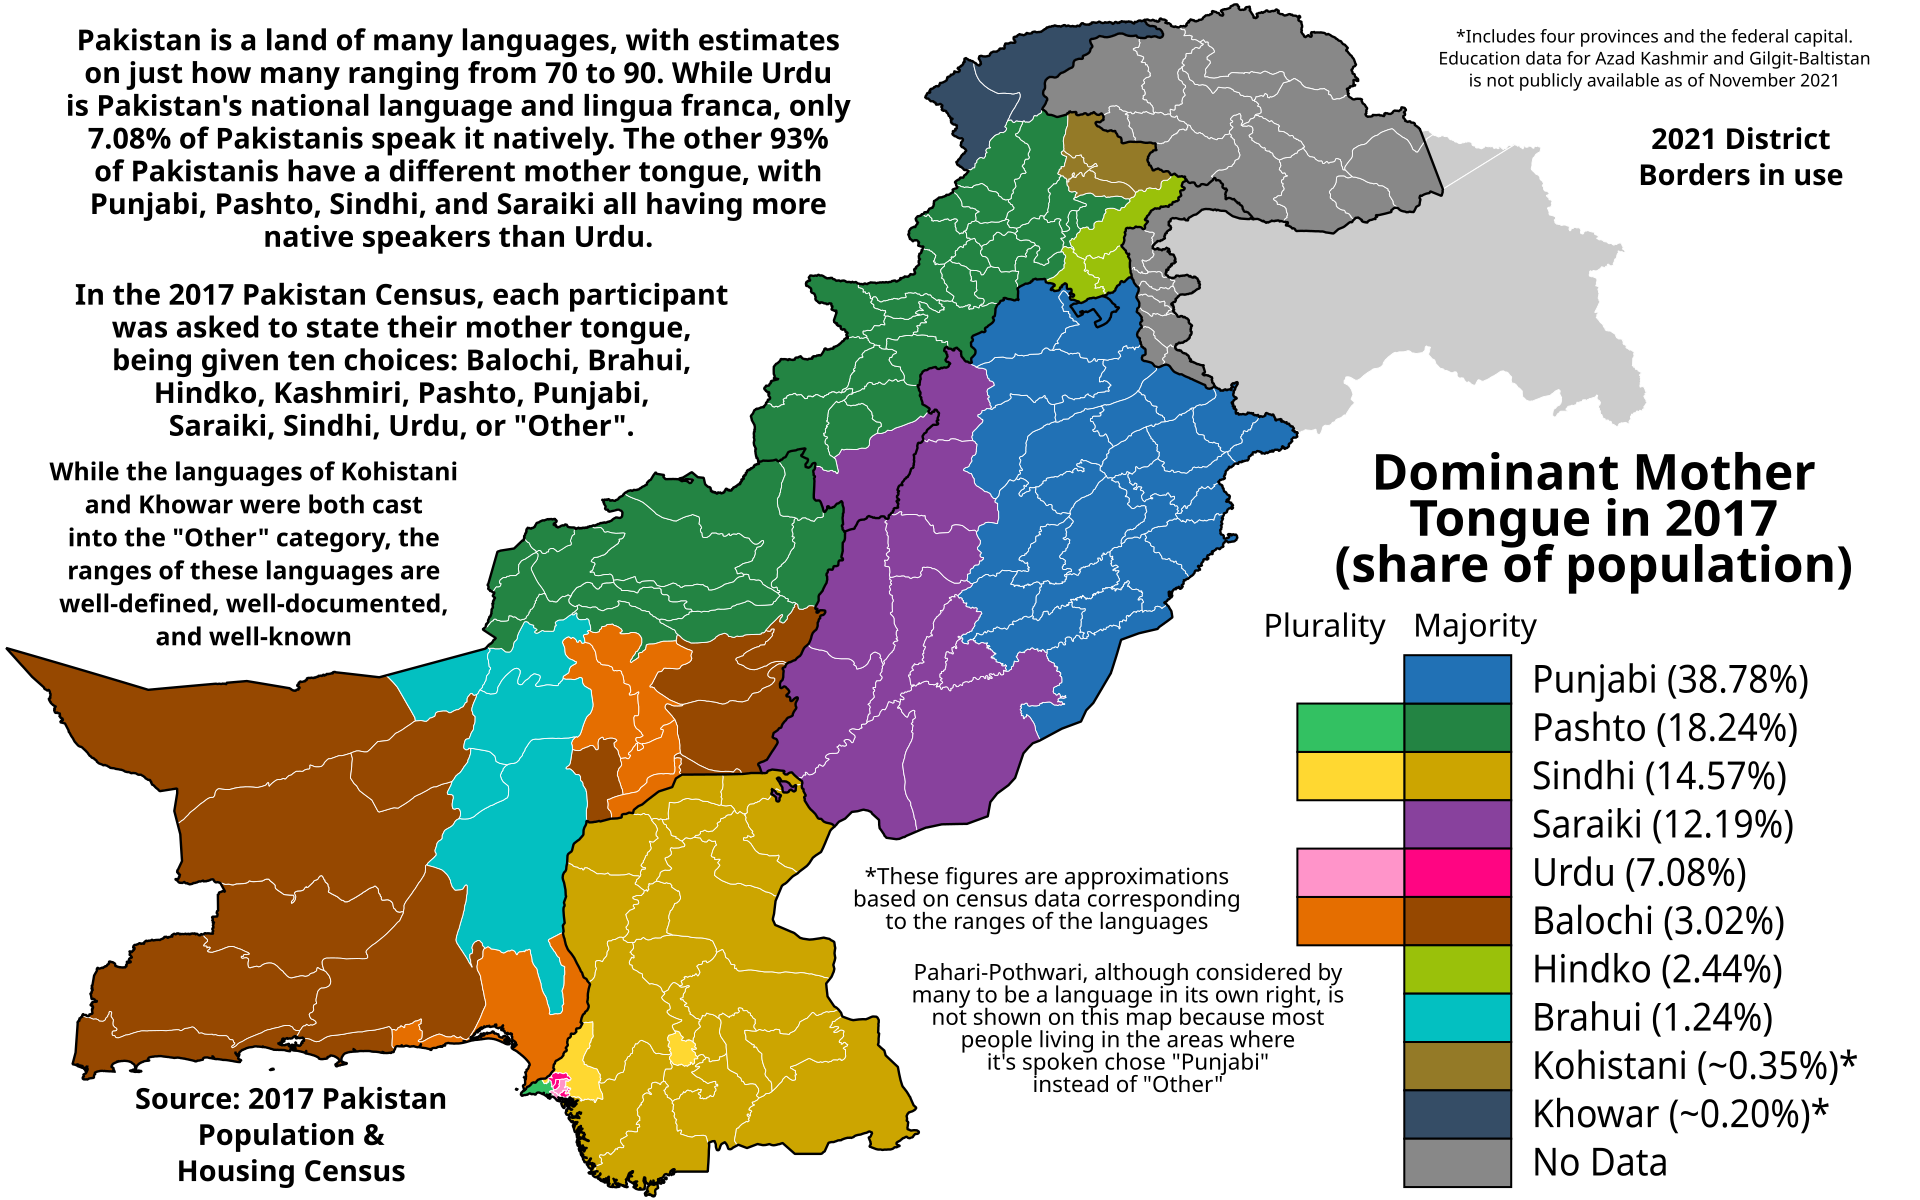 Pakistan is a land of many languages, with estimates
on just how many ranging from 70 to 90. While Urdu
is Pakistan's national language and lingua franca, only
7.08% of Pakistanis speak it natively. The other 93%
of Pakistanis have a different mother tongue, with
Punjabi, Pashto, Sindhi, and Saraiki all having more
native speakers than Urdu.
In the 2017 Pakistan Census, each participant
was asked to state their mother tongue,
being given ten choices: Balochi, Brahui,
Hindko, Kashmiri, Pashto, Punjabi,
Saraiki, Sindhi, Urdu, or "Other".
While the languages of Kohistani
and Khowar were both cast
into the "Other" category, the
ranges of these languages are
well-defined, well-documented,
and well-known
*Includes four provinces and the federal capital.
Education data for Azad Kashmir and Gilgit-Baltistan
is not publicly available as of November 2021
2021 District
Borders in use
Dominant Mother
Tongue in 2017
(share of population)
Plurality Majority
Punjabi (38.78%)
Pashto (18.24%)
Sindhi (14.57%)
Saraiki (12.19%)
Urdu (7.08%)
Balochi (3.02%)
Hindko (2.44%)
Brahui (1.24%)
Kohistani (~0.35%)*
Khowar (~0.20%)*
No Data
*These figures are approximations
based on census data corresponding
to the ranges of the languages
Pahari-Pothwari, although considered by
many to be a language in its own right, is
not shown on this map because most
people living in the areas where
it's spoken chose "Punjabi"
instead of "Other"
Source: 2017 Pakistan
Population &
Housing Census